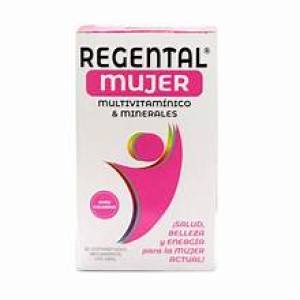 REGENTAL®
MUJER
MULTIVITAMÍNICO
& MINERALES
¡SALUD,
BELLEZA
y ENERGÍA
para la MUJER
ACTUAL!